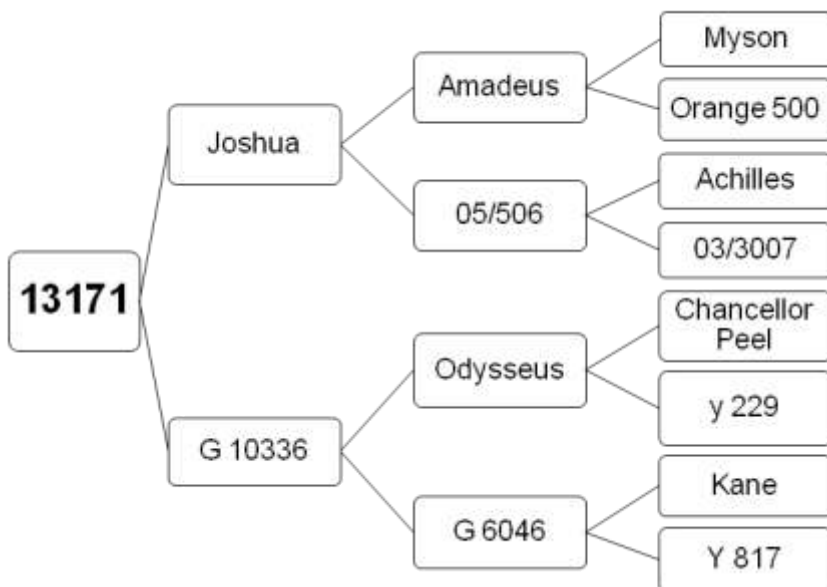 Myson
Amadeus
Orange 500
Joshua
Achilles
05/506
03/3007
13171
Chancellor
Peel
Odysseus
y 229
G 10336
Kane
G 6046
Y 817